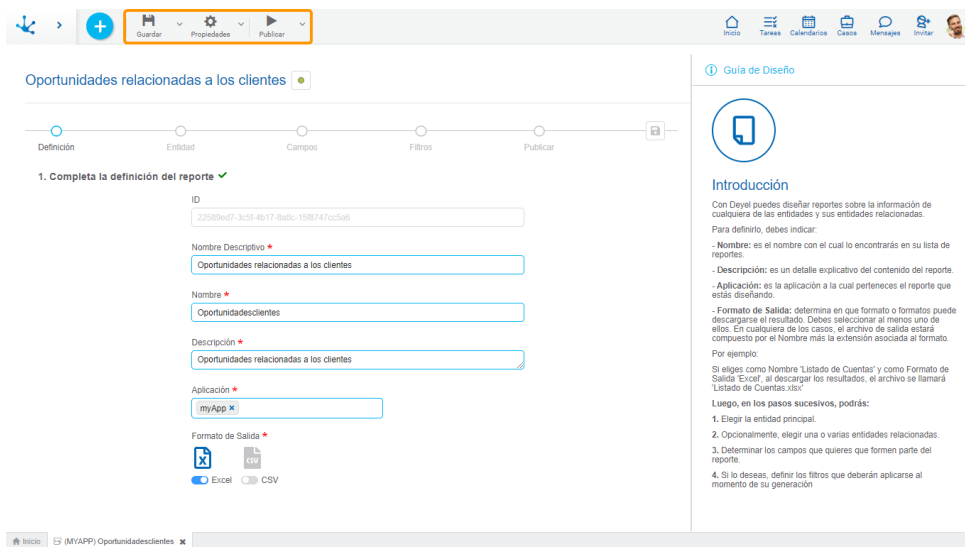 Guardar
Propiedades
Publicar
Inicio
Tareas
Calendarios
Casos
Mensajes
Invitar
Oportunidades relacionadas a los clientes
Definición
Entidad
Campos
Filtros
Publicar
1. Completa la definición del reporte
ID
22589ed7-3c5f-4b17-8a8c-15f8747cc5a6
Nombre Descriptivo *
Oportunidades relacionadas a los clientes
Nombre *
Oportunidadesclientes
Descripción *
Oportunidades relacionadas a los clientes
Aplicación *
myApp ×
Formato de Salida *
X
CSV
Excel
CSV
Guía de Diseño
Introducción
Con Deyel puedes diseñar reportes sobre la información de
cualquiera de las entidades y sus entidades relacionadas.
Para definirlo, debes indicar:
- Nombre: es el nombre con el cual lo encontrarás en su lista de
reportes.
- Descripción: es un detalle explicativo del contenido del reporte.
- Aplicación: es la aplicación a la cual perteneces el reporte que
estás diseñando.
- Formato de Salida: determina en que formato o formatos puede
descargarse el resultado. Debes seleccionar al menos uno de
ellos. En cualquiera de los casos, el archivo de salida estará
compuesto por el Nombre más la extensión asociada al formato.
Por ejemplo:
Si eliges como Nombre 'Listado de Cuentas' y como Formato de
Salida 'Excel', al descargar los resultados, el archivo se llamará
'Listado de Cuentas.xlsx'
Luego, en los pasos sucesivos, podrás:
1. Elegir la entidad principal.
2. Opcionalmente, elegir una o varias entidades relacionadas.
3. Determinar los campos que quieres que formen parte del
reporte.
4. Si lo deseas, definir los filtros que deberán aplicarse al
momento de su generación
Inicio
(MYAPP) Oportunidadesclientes